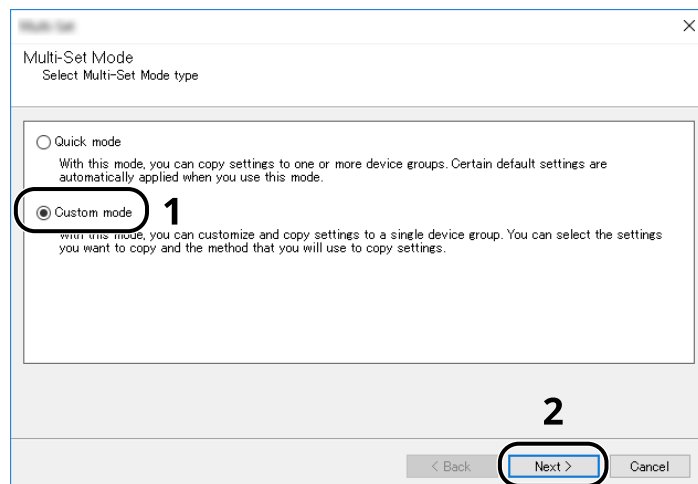 Multi-Set Mode
Select Multi-Set Mode type
Quick mode
With this mode, you can copy settings to one or more device groups. Certain default settings are
automatically applied when you use this mode.
Custom mode 1
With this mode, you can customize and copy settings to a single device group. You can select the settings
you want to copy and the method that you will use to copy settings.
2
< Back Next > Cancel